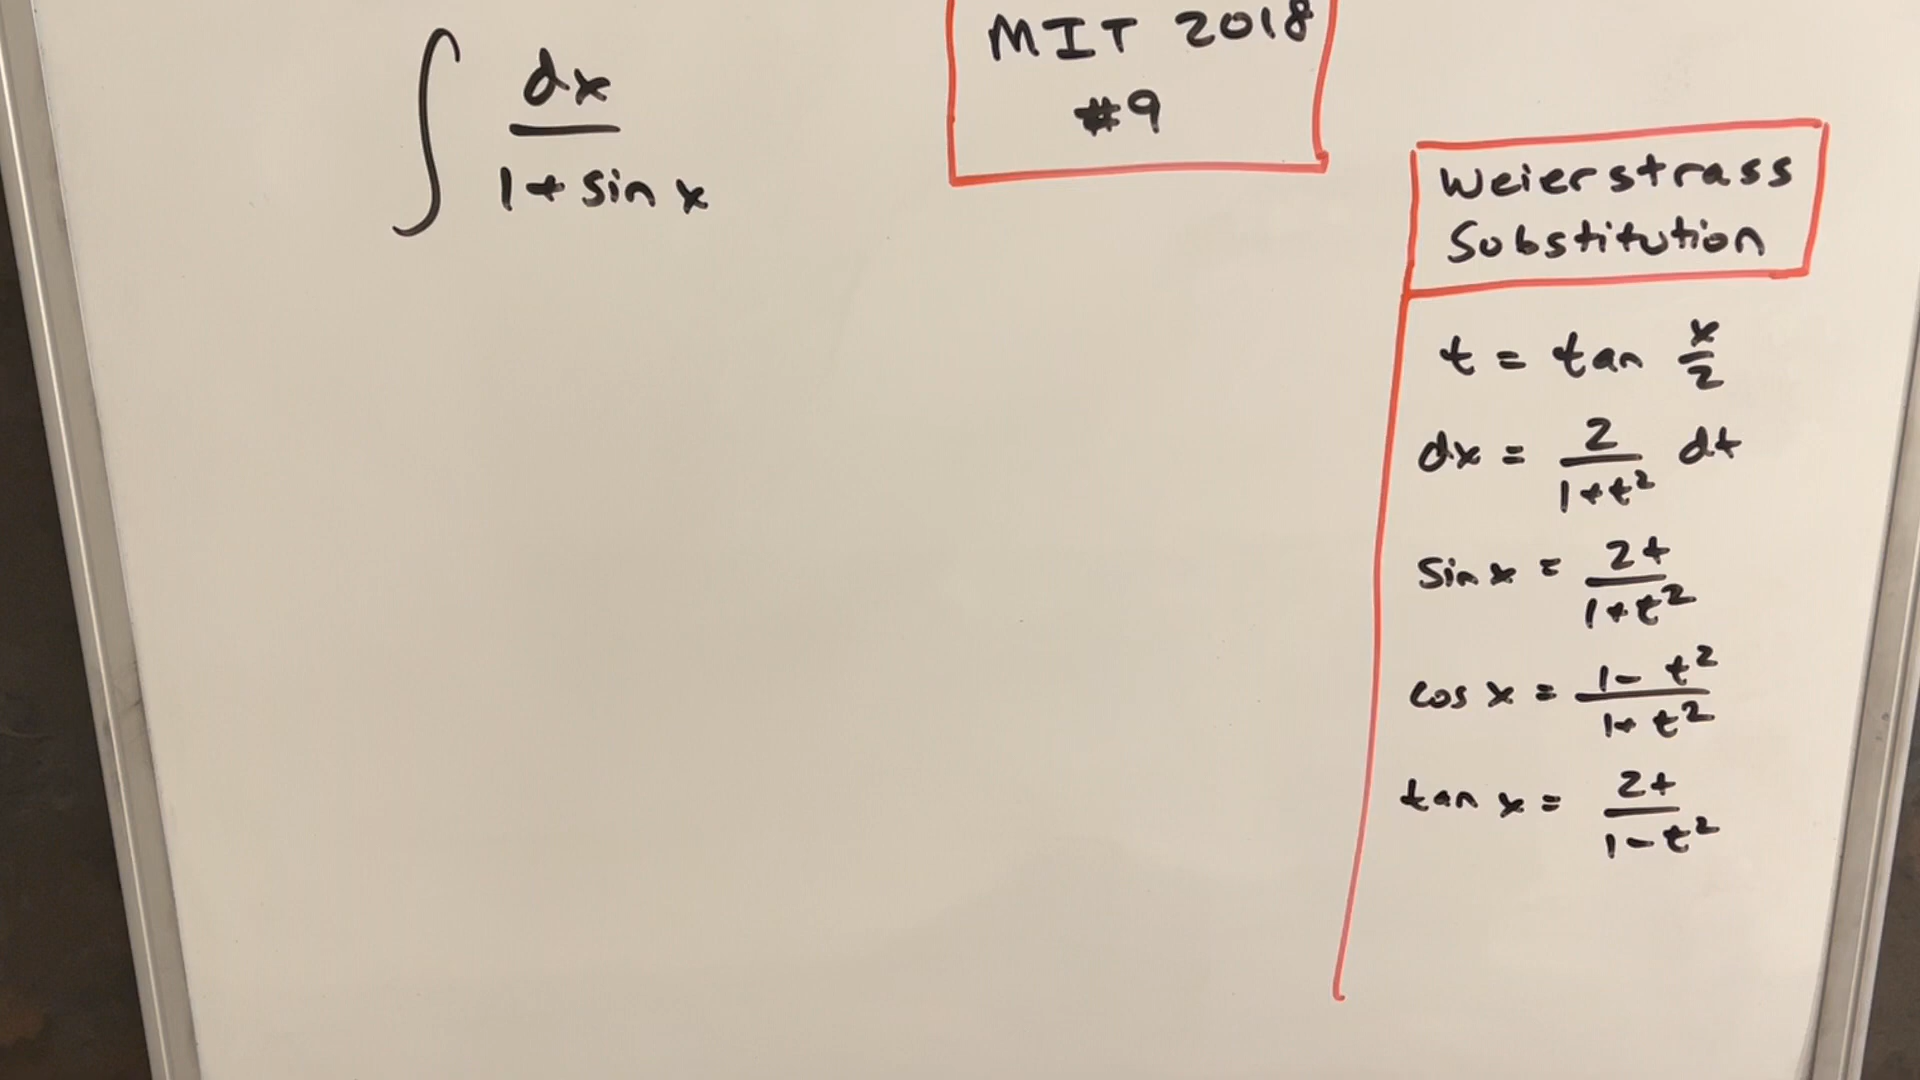 ∫ dx / (1 + sin x)
MIT 2018
#9
Weierstrass
Substitution
t = tan x/2
dx = 2/(1+t²) dt
sin x = 2t/(1+t²)
cos x = (1-t²)/(1+t²)
tan x = 2t/(1-t²)